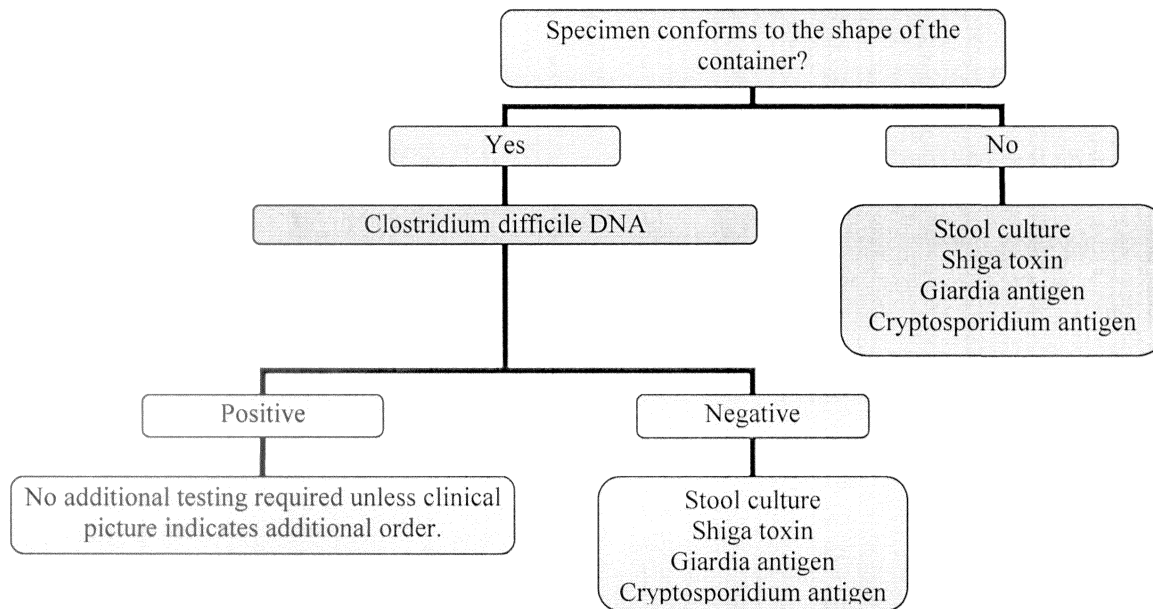 Specimen conforms to the shape of the
container?
Yes
No
Clostridium difficile DNA
Stool culture
Shiga toxin
Giardia antigen
Cryptosporidium antigen
Positive
Negative
No additional testing required unless clinical
picture indicates additional order.
Stool culture
Shiga toxin
Giardia antigen
Cryptosporidium antigen